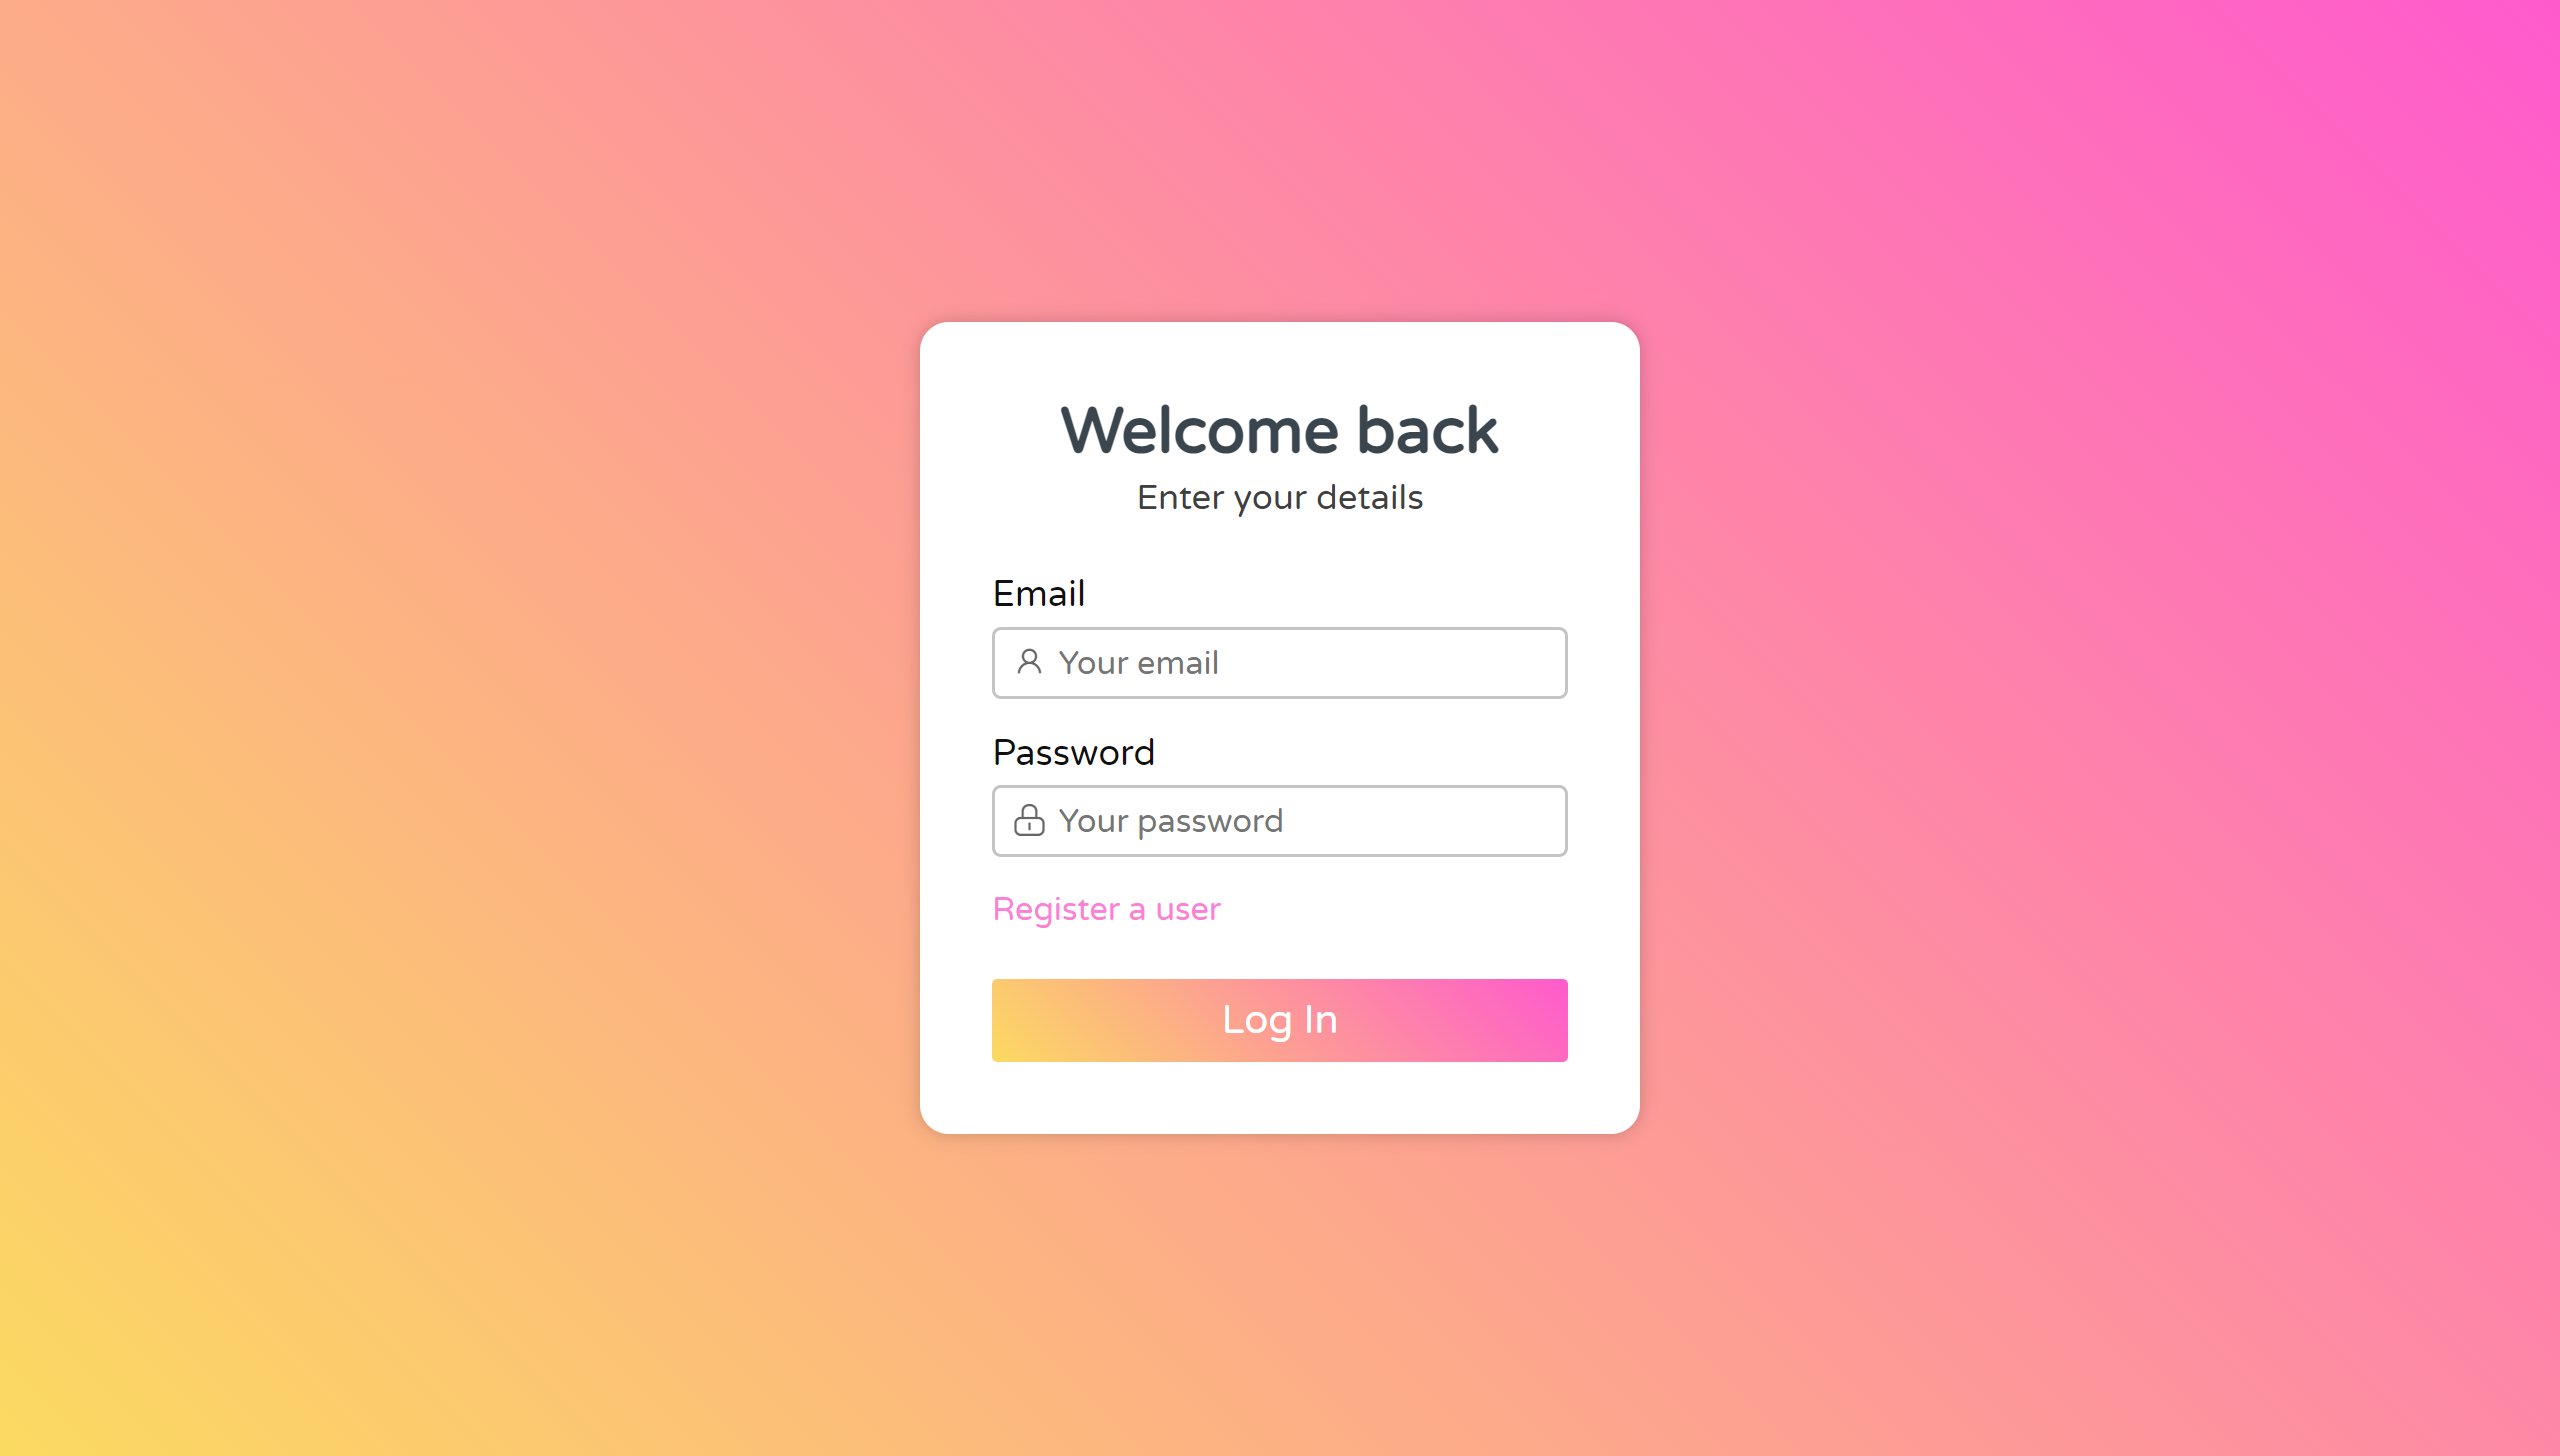 Welcome back
Enter your details
Email
Your email
Password
Your password
Register a user
Log In